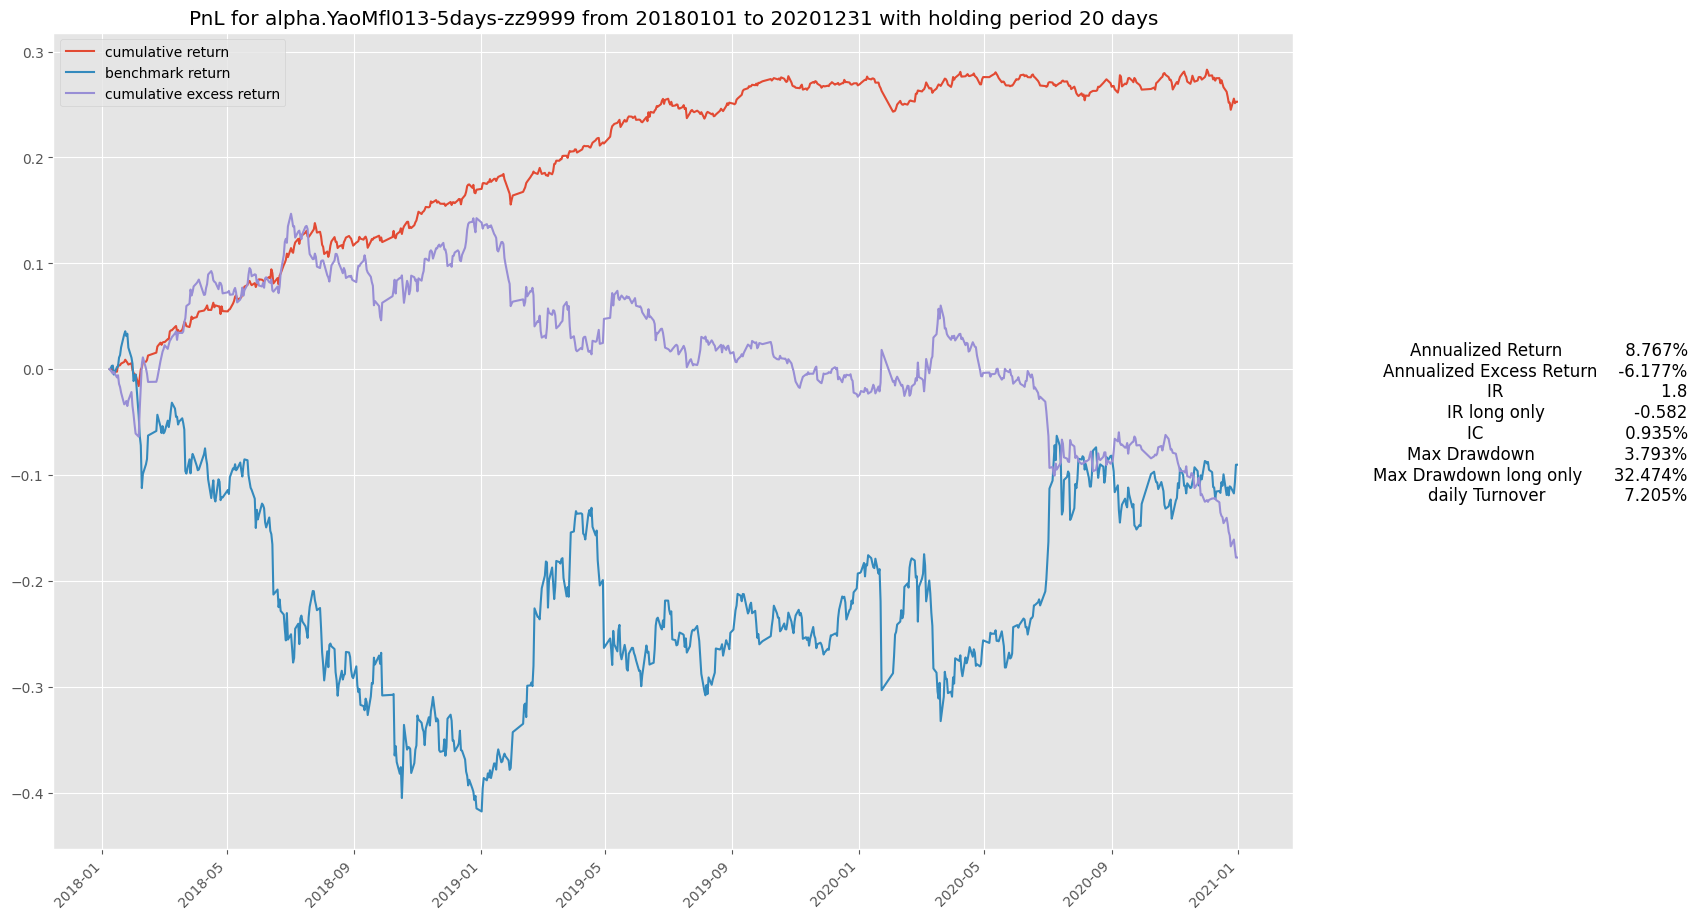 PnL for alpha.YaoMfl013-5days-zz9999 from 20180101 to 20201231 with holding period 20 days
cumulative return
benchmark return
cumulative excess return
0.3
0.2
0.1
0.0
−0.1
−0.2
−0.3
−0.4
2018-01
2018-05
2018-09
2019-01
2019-05
2019-09
2020-01
2020-05
2020-09
2021-01
Annualized Return 8.767%
Annualized Excess Return -6.177%
IR 1.8
IR long only -0.582
IC 0.935%
Max Drawdown 3.793%
Max Drawdown long only 32.474%
daily Turnover 7.205%